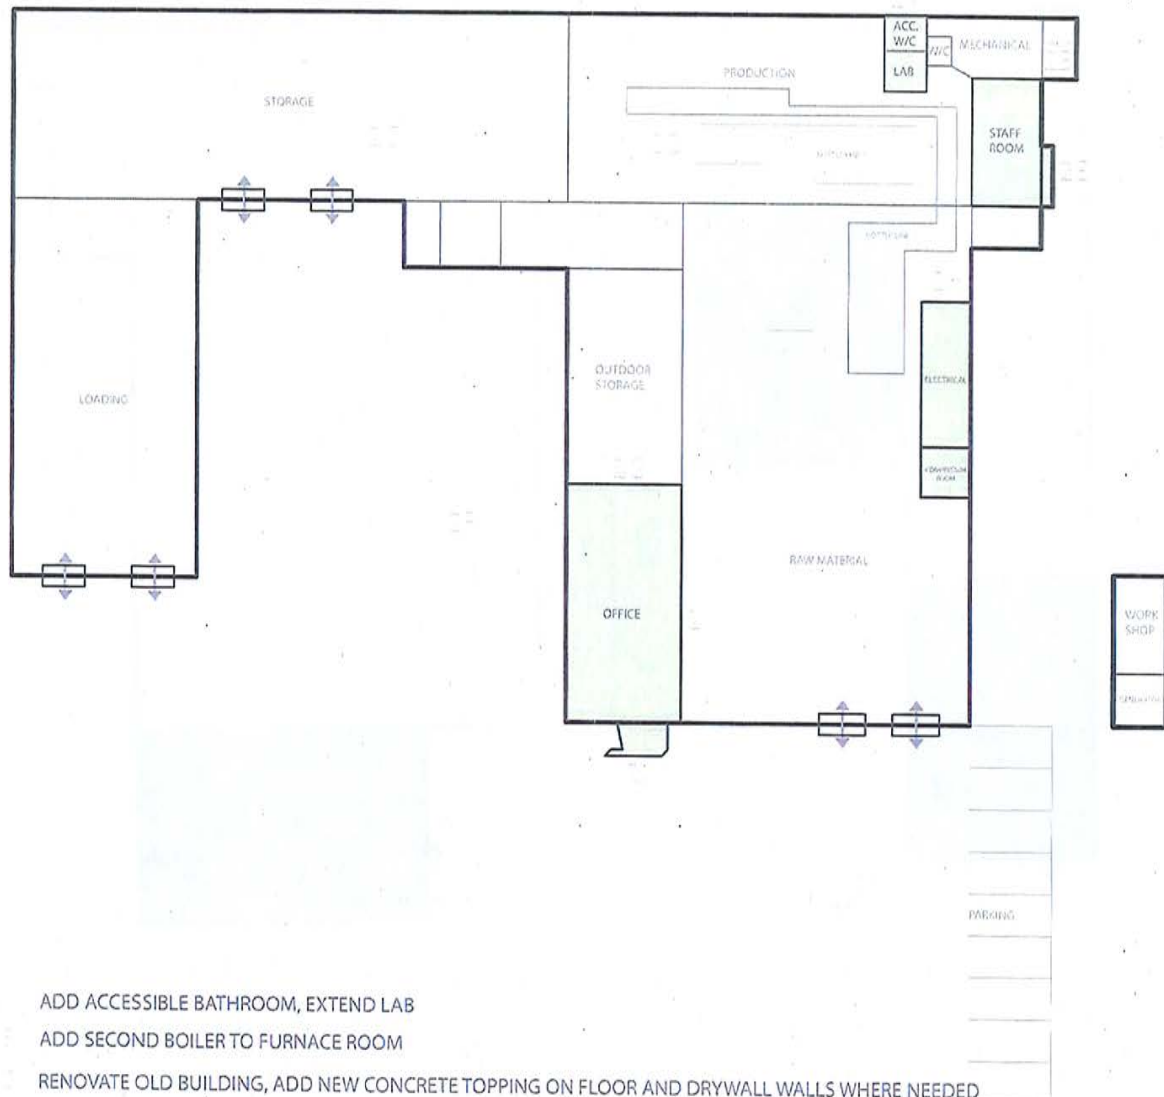 ACC.
W/C
W/C
MECHANICAL
LAB
PRODUCTION
STORAGE
STAFF
ROOM
OUTDOOR
STORAGE
ELECTRICAL
LOADING
ROOM
RAW MATERIAL
OFFICE
WORK
SHOP
PARKING
ADD ACCESSIBLE BATHROOM, EXTEND LAB
ADD SECOND BOILER TO FURNACE ROOM
RENOVATE OLD BUILDING, ADD NEW CONCRETE TOPPING ON FLOOR AND DRYWALL WALLS WHERE NEEDED